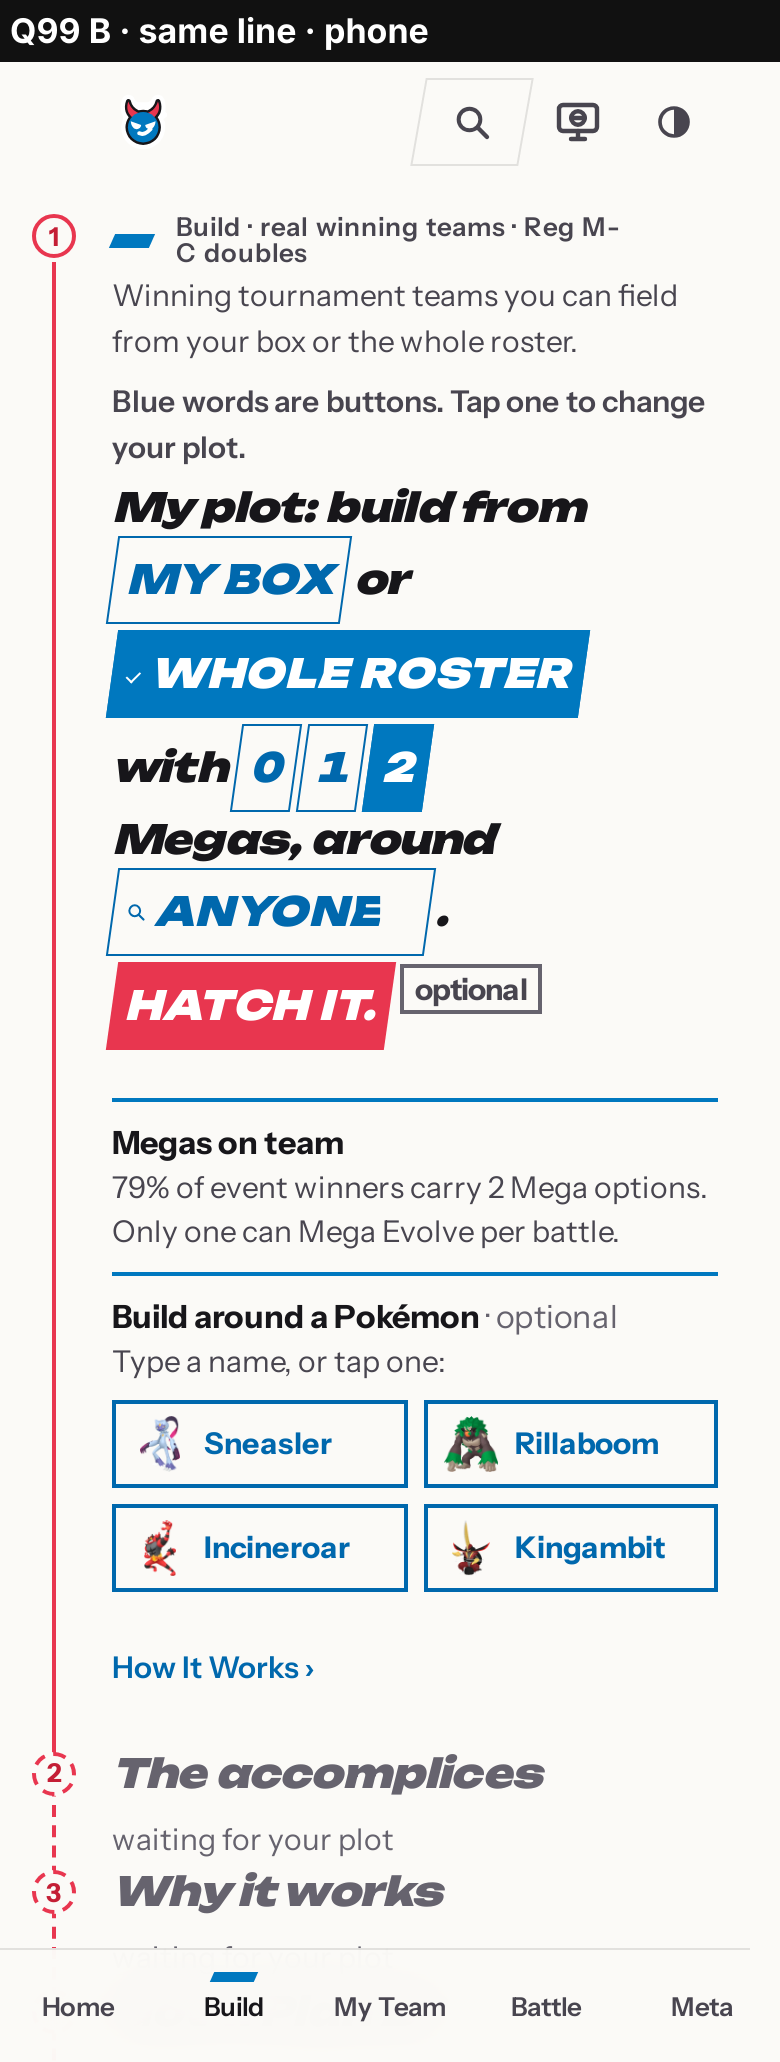 Q99 B · same line · phone
1
Build · real winning teams · Reg M-
C doubles
Winning tournament teams you can field
from your box or the whole roster.
Blue words are buttons. Tap one to change
your plot.
My plot: build from
MY BOX or
✓ WHOLE ROSTER
with 0 1 2
Megas, around
ANYONE .
HATCH IT. optional
Megas on team
79% of event winners carry 2 Mega options.
Only one can Mega Evolve per battle.
Build around a Pokémon · optional
Type a name, or tap one:
Sneasler Rillaboom
Incineroar Kingambit
How It Works ›
2 The accomplices
waiting for your plot
3 Why it works
waiting for your plot
Home Build My Team Battle Meta